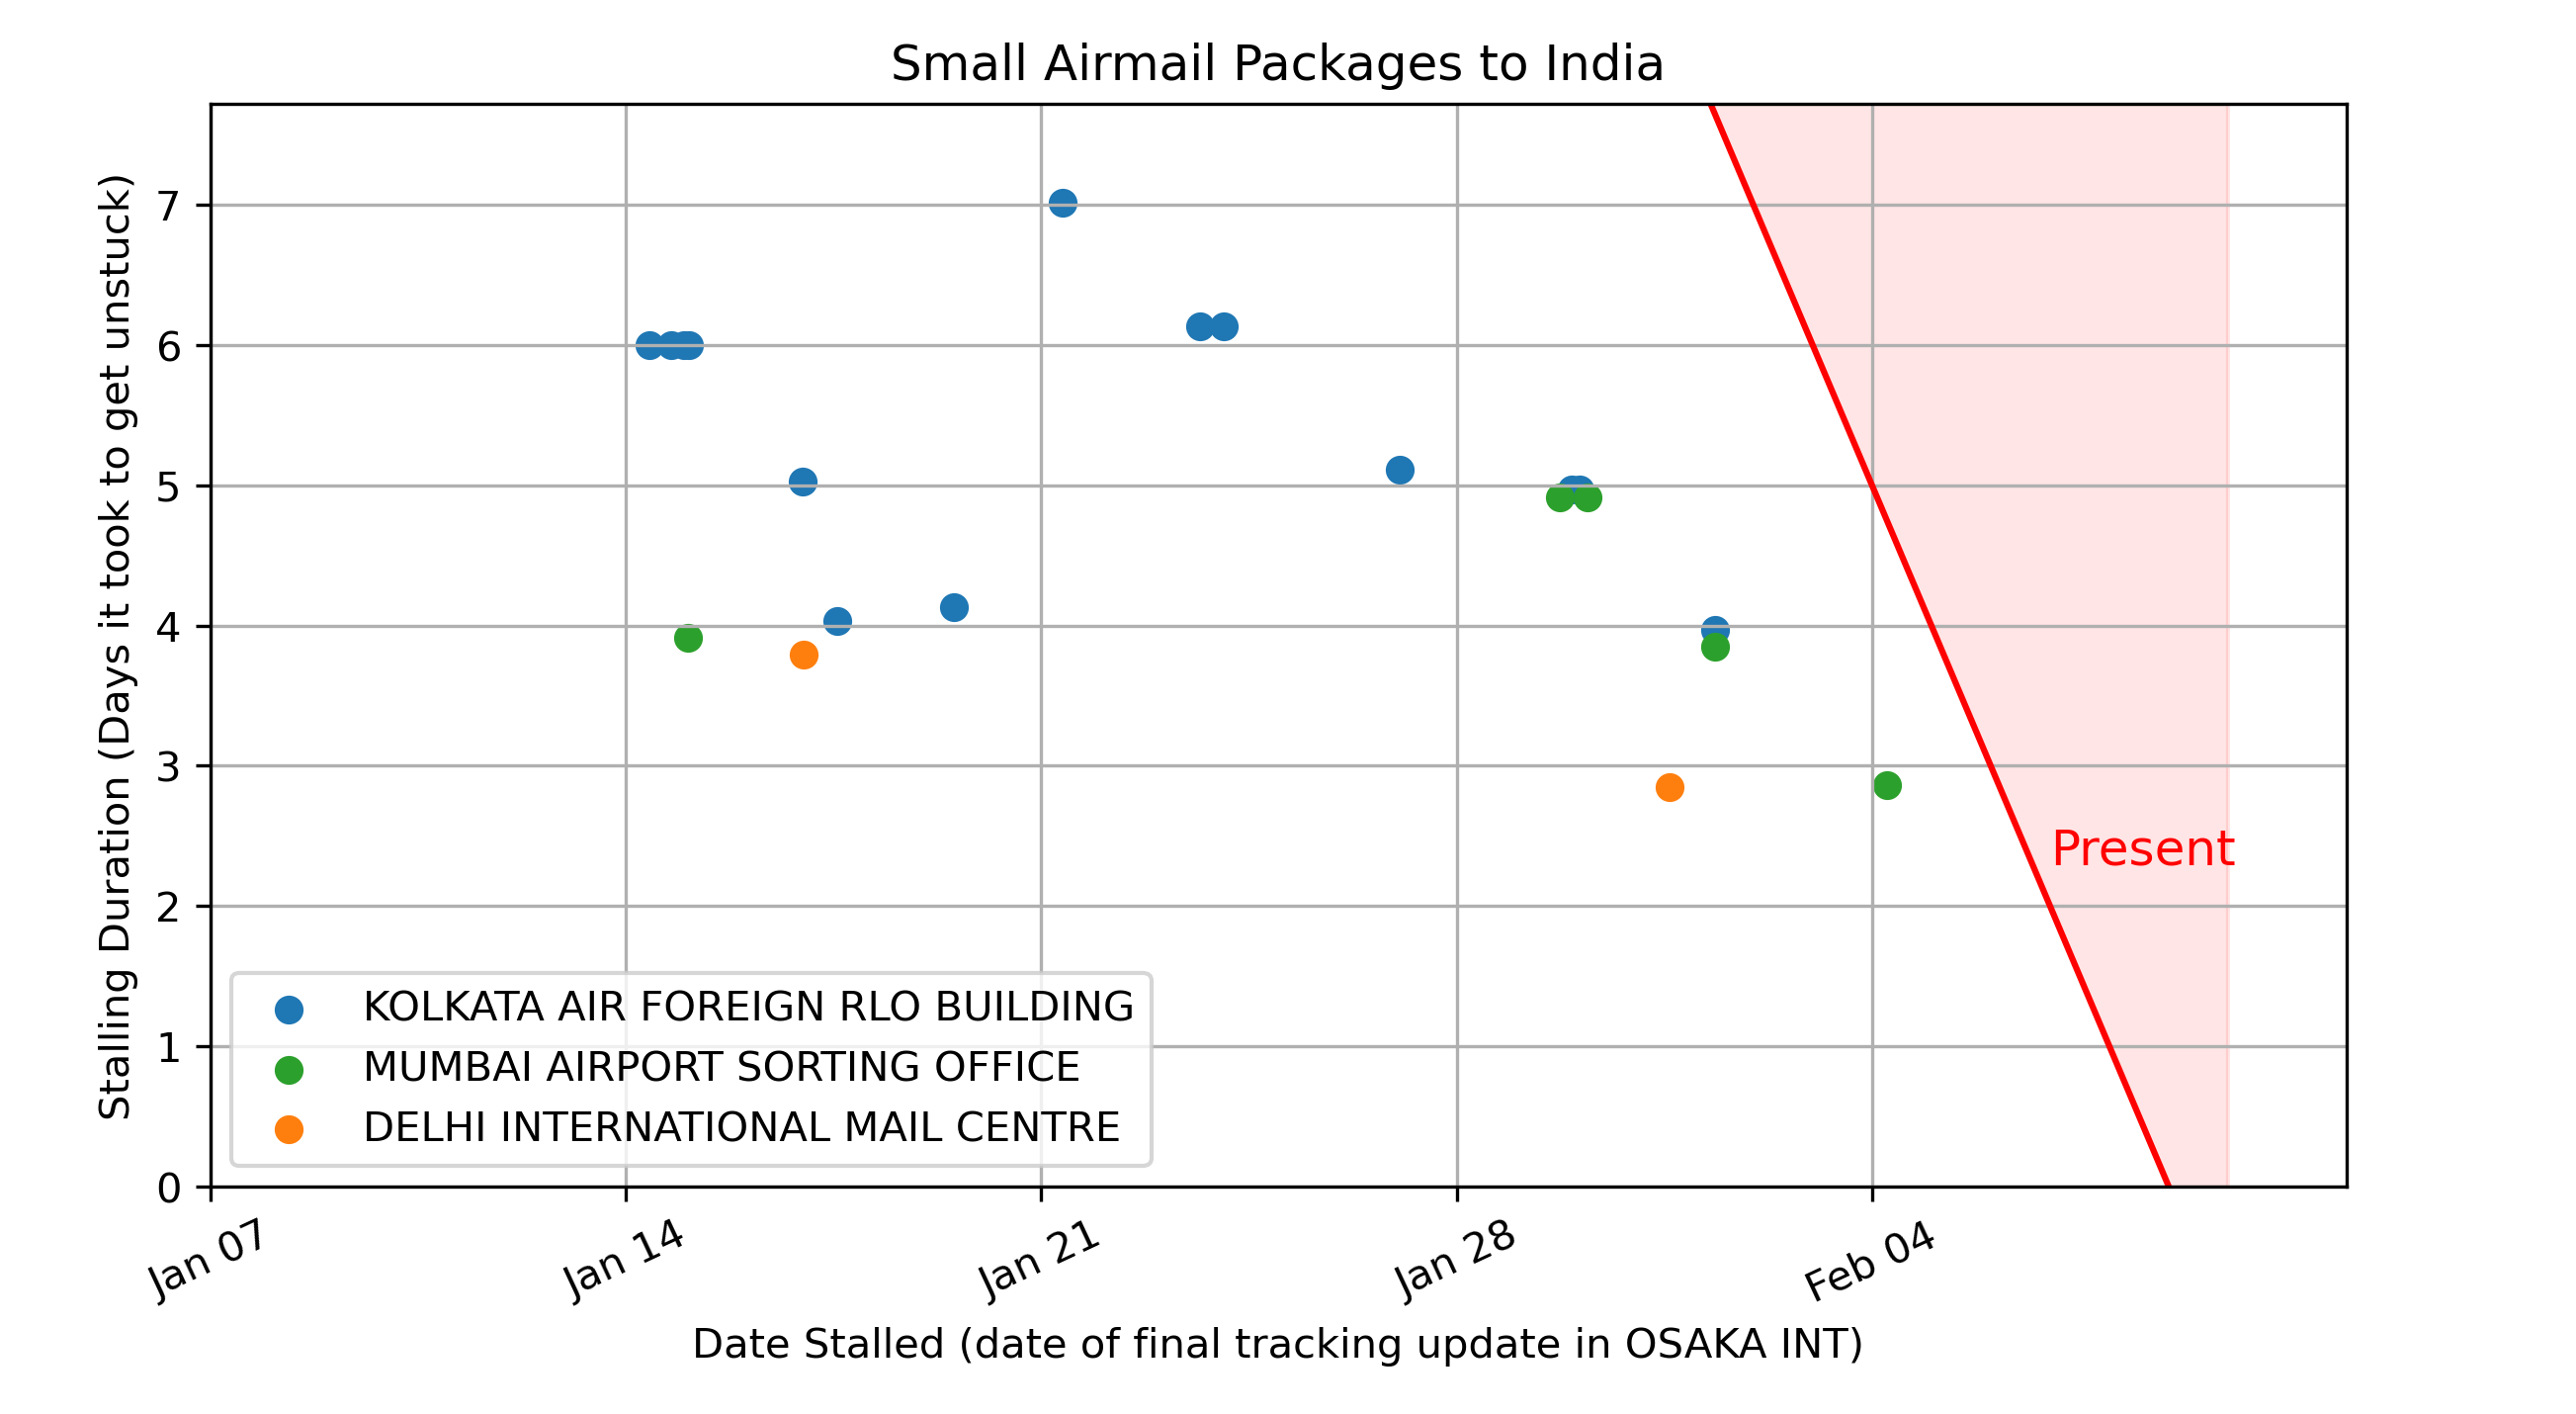 Small Airmail Packages to India
Stalling Duration (Days it took to get unstuck)
7
6
5
4
3
2
1
0
Present
KOLKATA AIR FOREIGN RLO BUILDING
MUMBAI AIRPORT SORTING OFFICE
DELHI INTERNATIONAL MAIL CENTRE
Jan 07
Jan 14
Jan 21
Jan 28
Feb 04
Date Stalled (date of final tracking update in OSAKA INT)